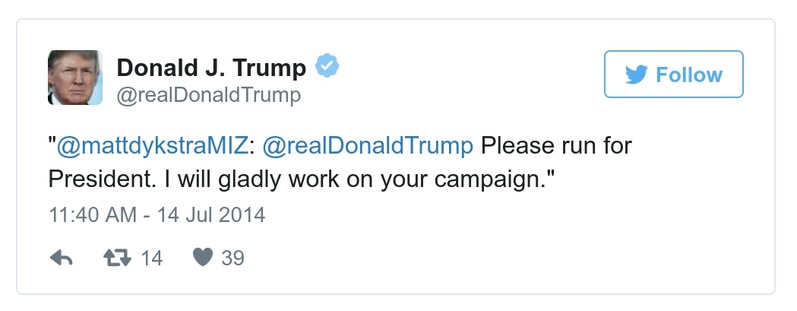 Donald J. Trump
@realDonaldTrump
Follow
"@mattdykstraMIZ: @realDonaldTrump Please run for
President. I will gladly work on your campaign."
11:40 AM - 14 Jul 2014
14 39